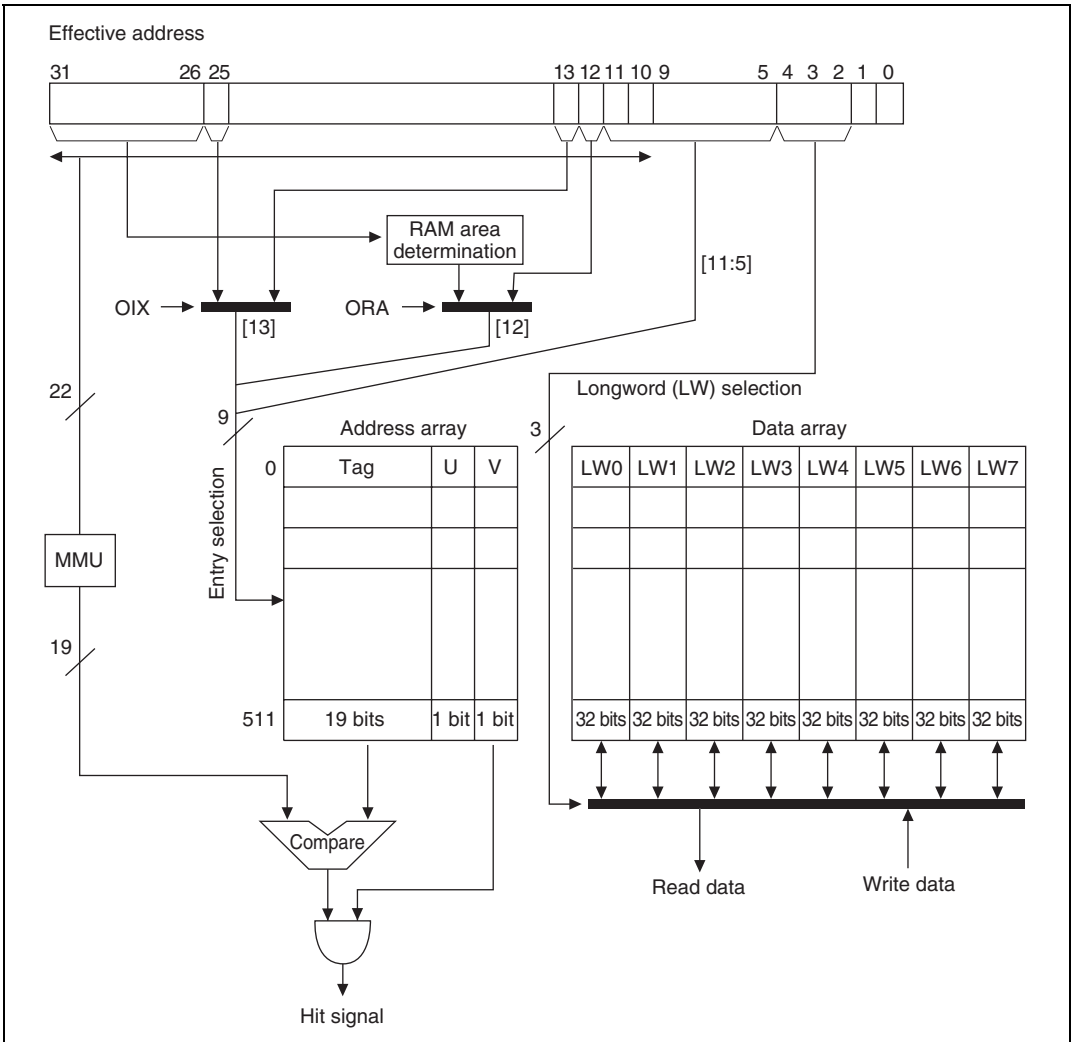 Effective address
31 26 25 13 12 11 10 9 5 4 3 2 1 0
RAM area
determination
[11:5]
OIX
[13]
ORA
[12]
22
Longword (LW) selection
9
3
Address array
Data array
Entry selection
0 Tag U V
LW0 LW1 LW2 LW3 LW4 LW5 LW6 LW7
MMU
19
511 19 bits 1 bit 1 bit
32 bits 32 bits 32 bits 32 bits 32 bits 32 bits 32 bits 32 bits
Compare
Read data
Write data
Hit signal